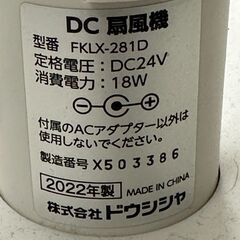 DC 扇風機
型番 FKLX-281D
定格電圧：DC24V
消費電力：18W
付属のACアダプター以外は
使用しないでください。
製造番号 X503386
2022年製 MADE IN CHINA
株式会社 ドウシシャ